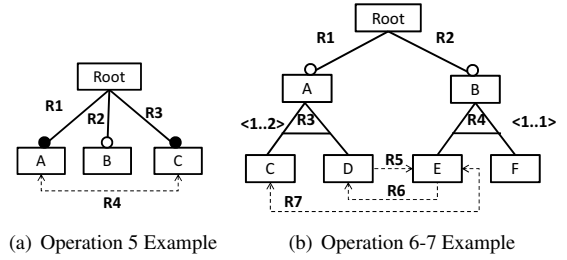 Root
R1
R2
R3
A
B
C
R4
(a) Operation 5 Example
Root
R1
R2
A
B
<1..2>
R3
R4
<1..1>
C
D
R5
E
F
R6
R7
(b) Operation 6-7 Example